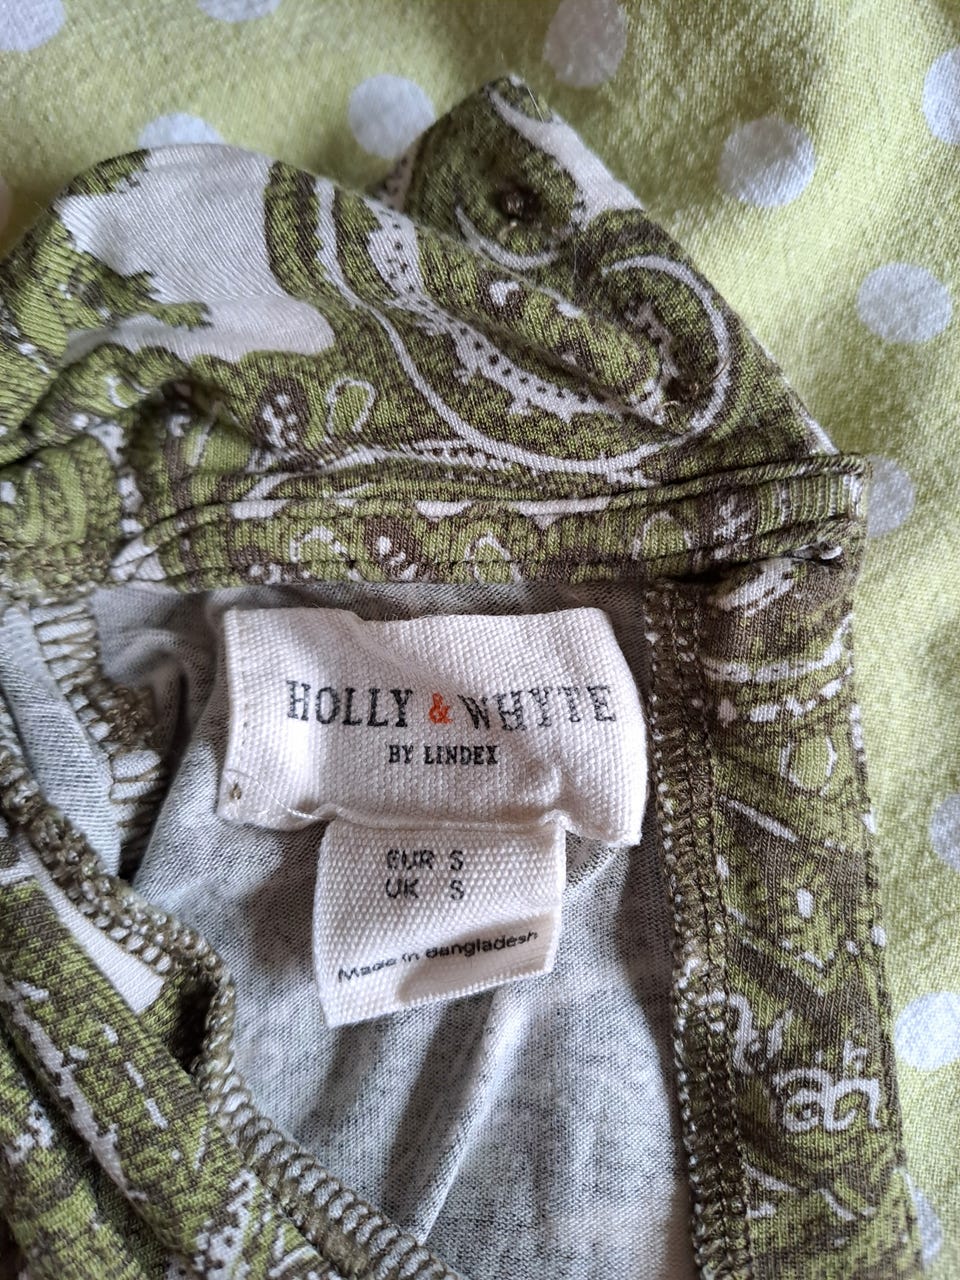 HOLLY & WHYTE
BY LINDEX
EUR S
UK S
Made in Bangladesh